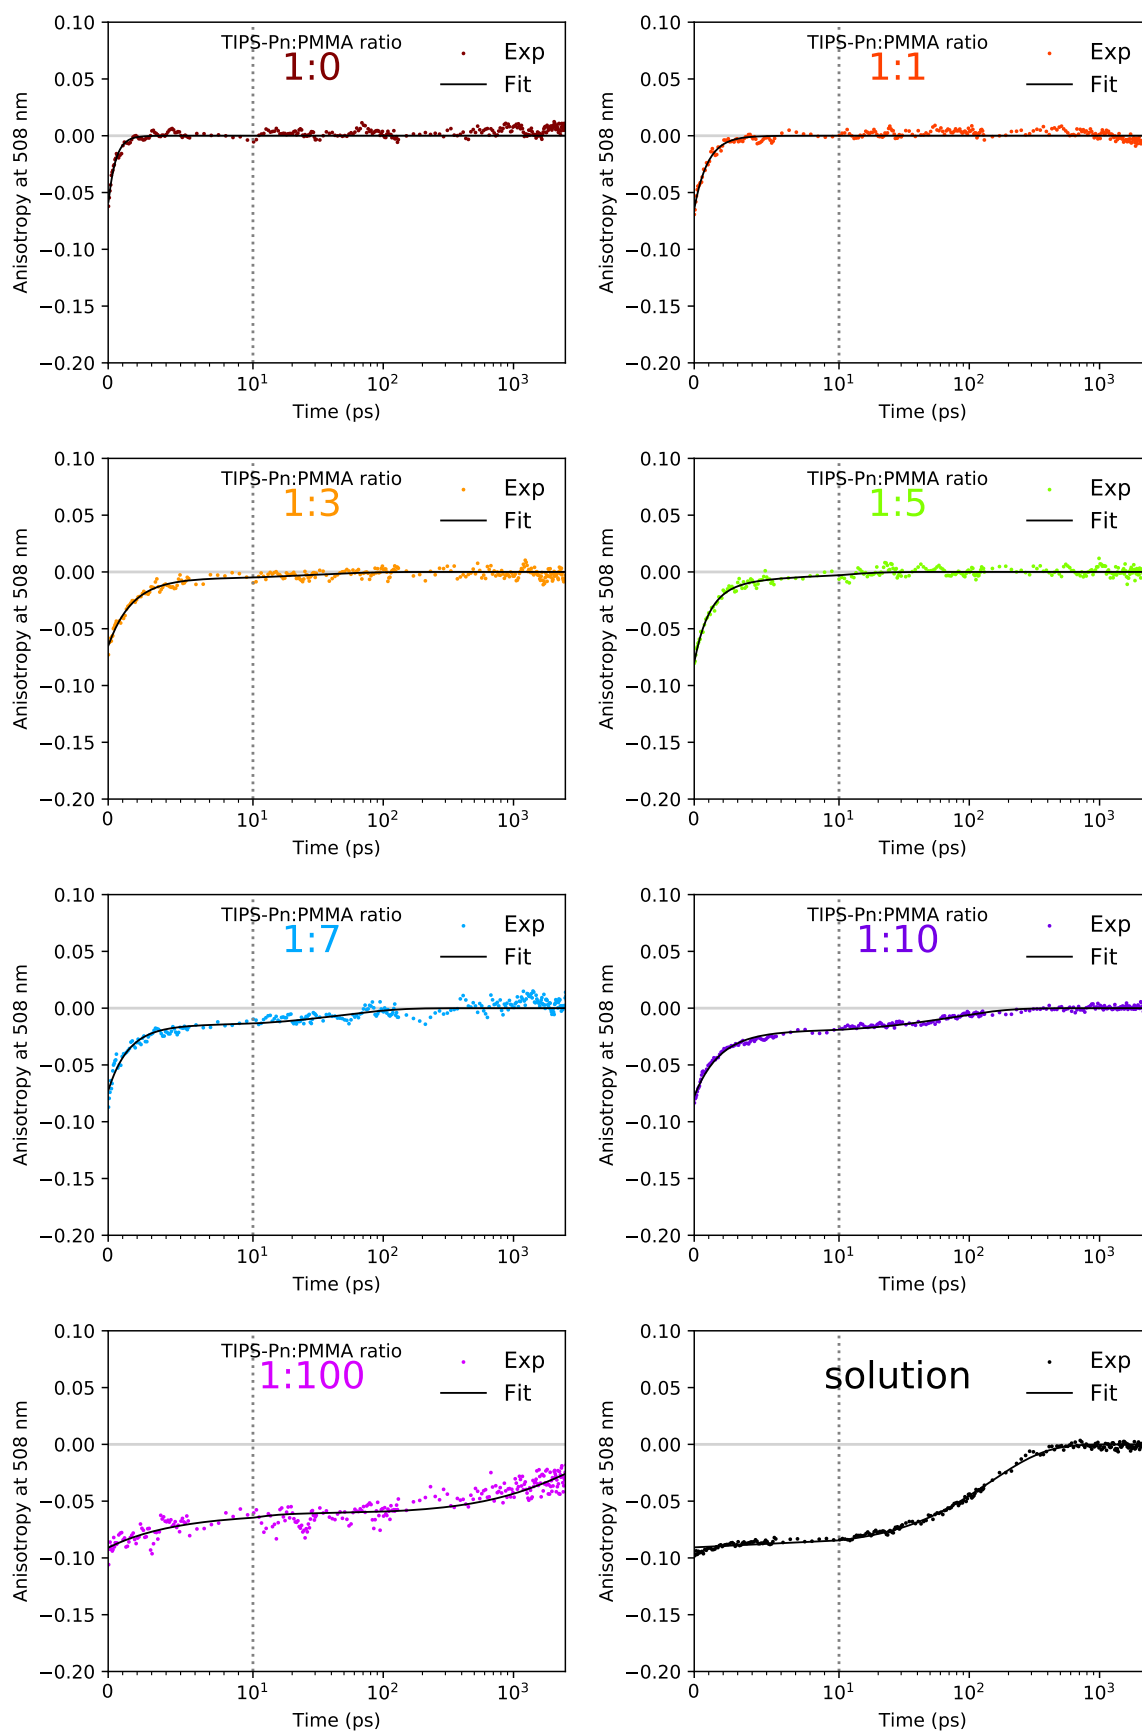 TIPS-Pn:PMMA ratio
1:0
Exp
Fit
Anisotropy at 508 nm
0.10
0.05
0.00
−0.05
−0.10
−0.15
−0.20
0
10¹
10²
10³
Time (ps)
TIPS-Pn:PMMA ratio
1:1
Exp
Fit
Anisotropy at 508 nm
0.10
0.05
0.00
−0.05
−0.10
−0.15
−0.20
0
10¹
10²
10³
Time (ps)
TIPS-Pn:PMMA ratio
1:3
Exp
Fit
Anisotropy at 508 nm
0.10
0.05
0.00
−0.05
−0.10
−0.15
−0.20
0
10¹
10²
10³
Time (ps)
TIPS-Pn:PMMA ratio
1:5
Exp
Fit
Anisotropy at 508 nm
0.10
0.05
0.00
−0.05
−0.10
−0.15
−0.20
0
10¹
10²
10³
Time (ps)
TIPS-Pn:PMMA ratio
1:7
Exp
Fit
Anisotropy at 508 nm
0.10
0.05
0.00
−0.05
−0.10
−0.15
−0.20
0
10¹
10²
10³
Time (ps)
TIPS-Pn:PMMA ratio
1:10
Exp
Fit
Anisotropy at 508 nm
0.10
0.05
0.00
−0.05
−0.10
−0.15
−0.20
0
10¹
10²
10³
Time (ps)
TIPS-Pn:PMMA ratio
1:100
Exp
Fit
Anisotropy at 508 nm
0.10
0.05
0.00
−0.05
−0.10
−0.15
−0.20
0
10¹
10²
10³
Time (ps)
solution
Exp
Fit
Anisotropy at 508 nm
0.10
0.05
0.00
−0.05
−0.10
−0.15
−0.20
0
10¹
10²
10³
Time (ps)